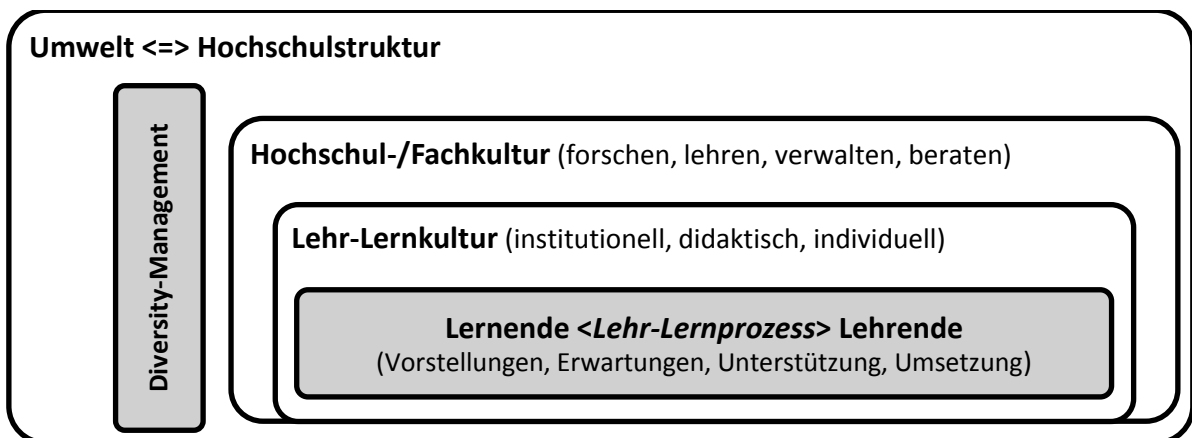 Umwelt <=> Hochschulstruktur
Diversity-Management
Hochschul-/Fachkultur (forschen, lehren, verwalten, beraten)
Lehr-Lernkultur (institutionell, didaktisch, individuell)
Lernende <Lehr-Lernprozess> Lehrende
(Vorstellungen, Erwartungen, Unterstützung, Umsetzung)